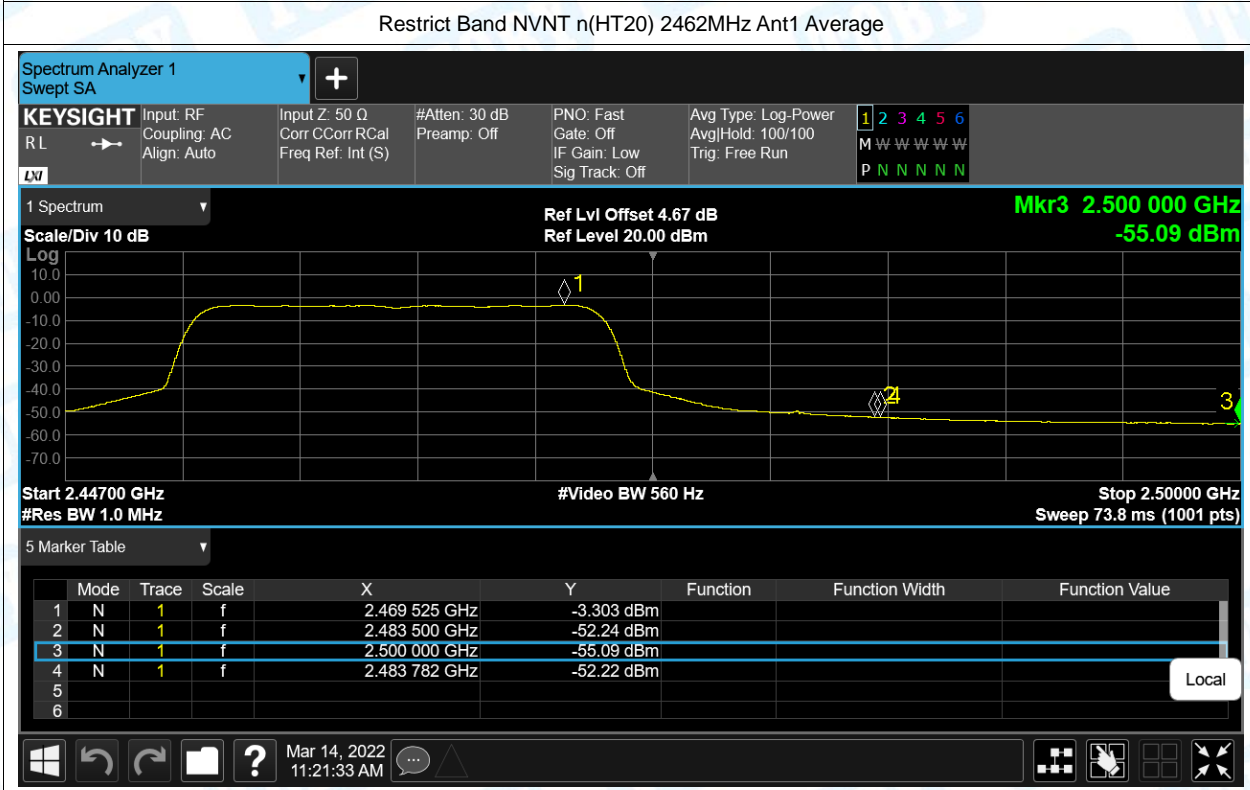 Restrict Band NVNT n(HT20) 2462MHz Ant1 Average
Spectrum Analyzer 1
Swept SA
KEYSIGHT
RL
LXI
Input: RF
Coupling: AC
Align: Auto
Input Z: 50 Ω
Corr CCorr RCal
Freq Ref: Int (S)
#Atten: 30 dB
Preamp: Off
PNO: Fast
Gate: Off
IF Gain: Low
Sig Track: Off
Avg Type: Log-Power
Avg|Hold: 100/100
Trig: Free Run
1 2 3 4 5 6
M W W W W W
P N N N N N
1 Spectrum
Scale/Div 10 dB
Ref Lvl Offset 4.67 dB
Ref Level 20.00 dBm
Mkr3 2.500 000 GHz
-55.09 dBm
Log
10.0
0.00
-10.0
-20.0
-30.0
-40.0
-50.0
-60.0
-70.0
1
2
4
3
Start 2.44700 GHz
#Res BW 1.0 MHz
#Video BW 560 Hz
Stop 2.50000 GHz
Sweep 73.8 ms (1001 pts)
5 Marker Table
Mode Trace Scale X Y Function Function Width Function Value
1 N 1 f 2.469 525 GHz -3.303 dBm
2 N 1 f 2.483 500 GHz -52.24 dBm
3 N 1 f 2.500 000 GHz -55.09 dBm
4 N 1 f 2.483 782 GHz -52.22 dBm
5
6
Local
?
Mar 14, 2022
11:21:33 AM